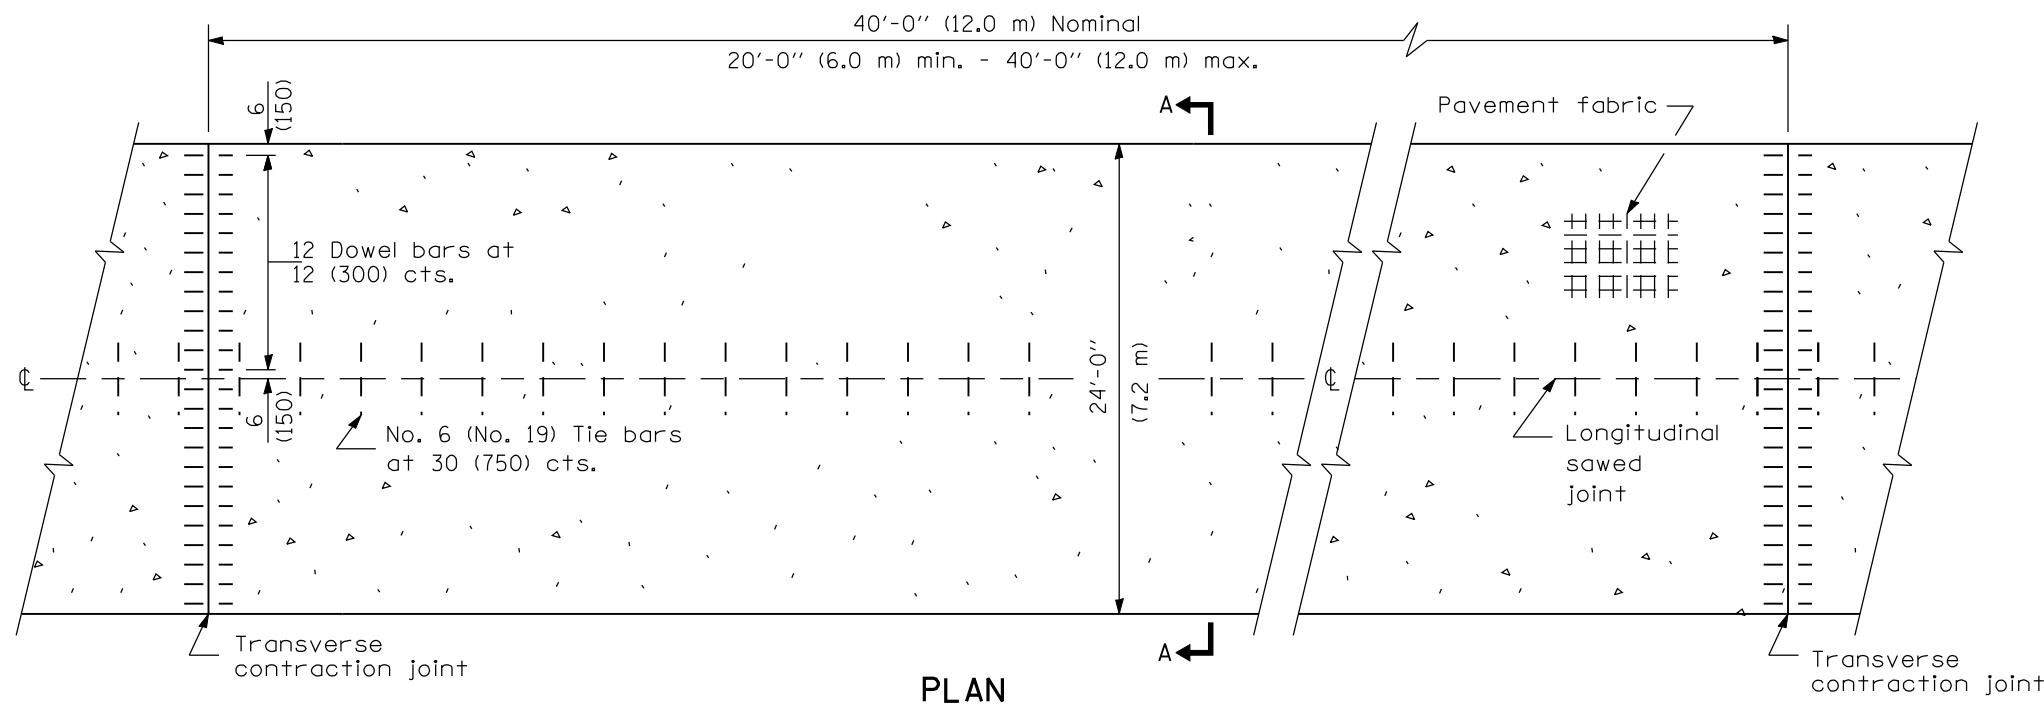 40'-0" (12.0 m) Nominal
20'-0" (6.0 m) min. - 40'-0" (12.0 m) max.
6
(150)
A
Pavement fabric
12 Dowel bars at
12 (300) cts.
℄
24'-0"
(7.2 m)
℄
6
(150)
No. 6 (No. 19) Tie bars
at 30 (750) cts.
Longitudinal
sawed
joint
Transverse
contraction joint
A
Transverse
contraction joint
PLAN